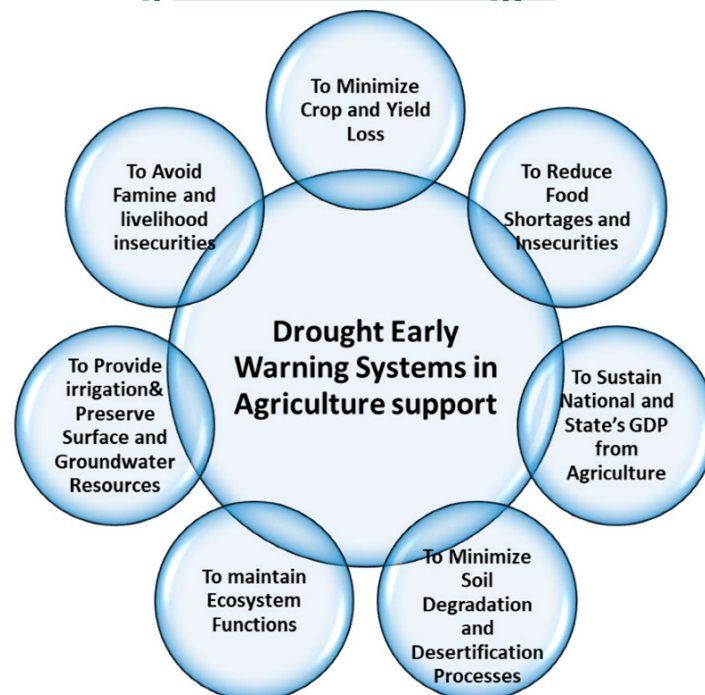 To Minimize
Crop and Yield
Loss
To Reduce
Food
Shortages and
Insecurities
To Sustain
National and
State's GDP
from
Agriculture
To Minimize
Soil
Degradation
and
Desertification
Processes
To maintain
Ecosystem
Functions
To Provide
irrigation&
Preserve
Surface and
Groundwater
Resources
To Avoid
Famine and
livelihood
insecurities
Drought Early
Warning Systems in
Agriculture support